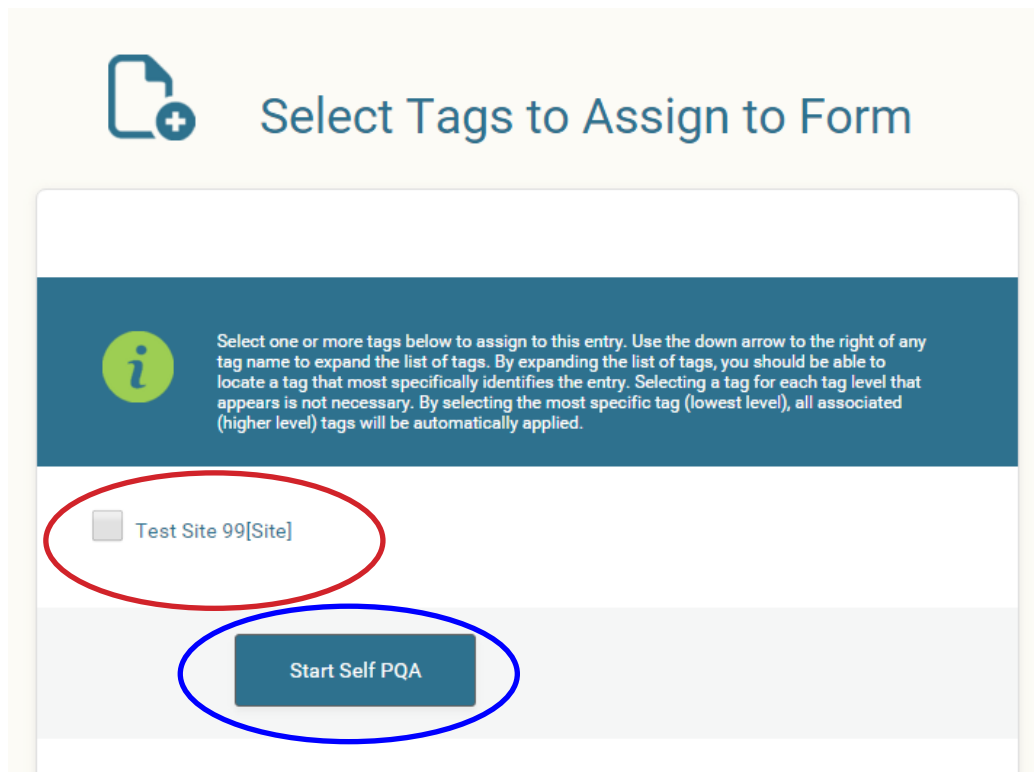 Select Tags to Assign to Form
Select one or more tags below to assign to this entry. Use the down arrow to the right of any
tag name to expand the list of tags. By expanding the list of tags, you should be able to
locate a tag that most specifically identifies the entry. Selecting a tag for each tag level that
appears is not necessary. By selecting the most specific tag (lowest level), all associated
(higher level) tags will be automatically applied.
Test Site 99[Site]
Start Self PQA